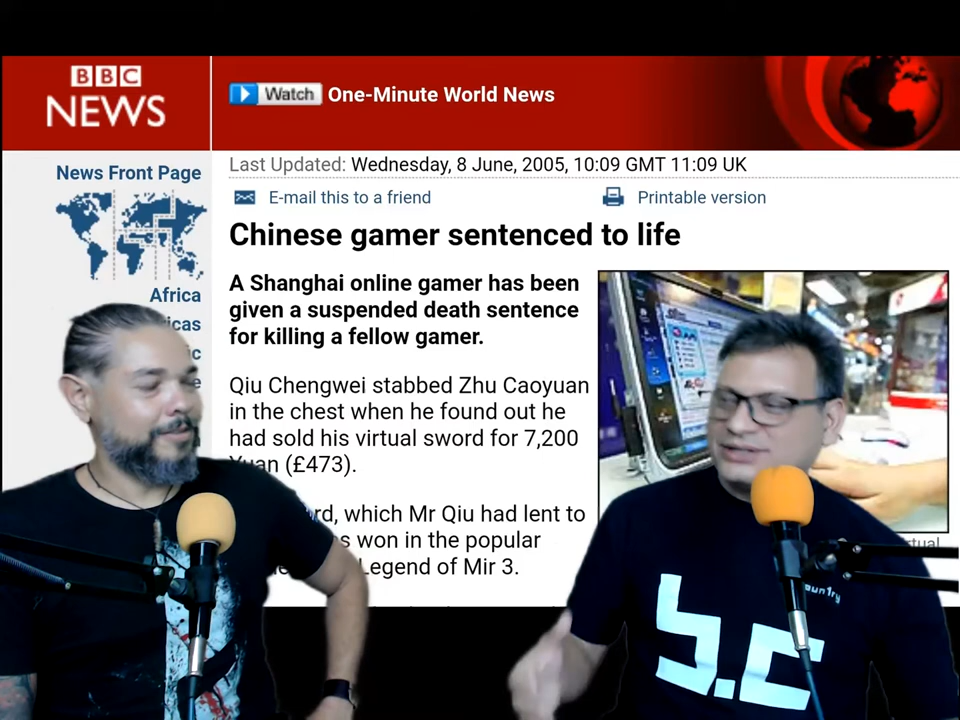 BBC
NEWS
Watch One-Minute World News
Last Updated: Wednesday, 8 June, 2005, 10:09 GMT 11:09 UK
News Front Page
E-mail this to a friend
Printable version
Chinese gamer sentenced to life
Africa
A Shanghai online gamer has been
given a suspended death sentence
for killing a fellow gamer.
Qiu Chengwei stabbed Zhu Caoyuan
in the chest when he found out he
had sold his virtual sword for 7,200
Yuan (£473).
which Mr Qiu had lent to
won in the popular
Legend of Mir 3.